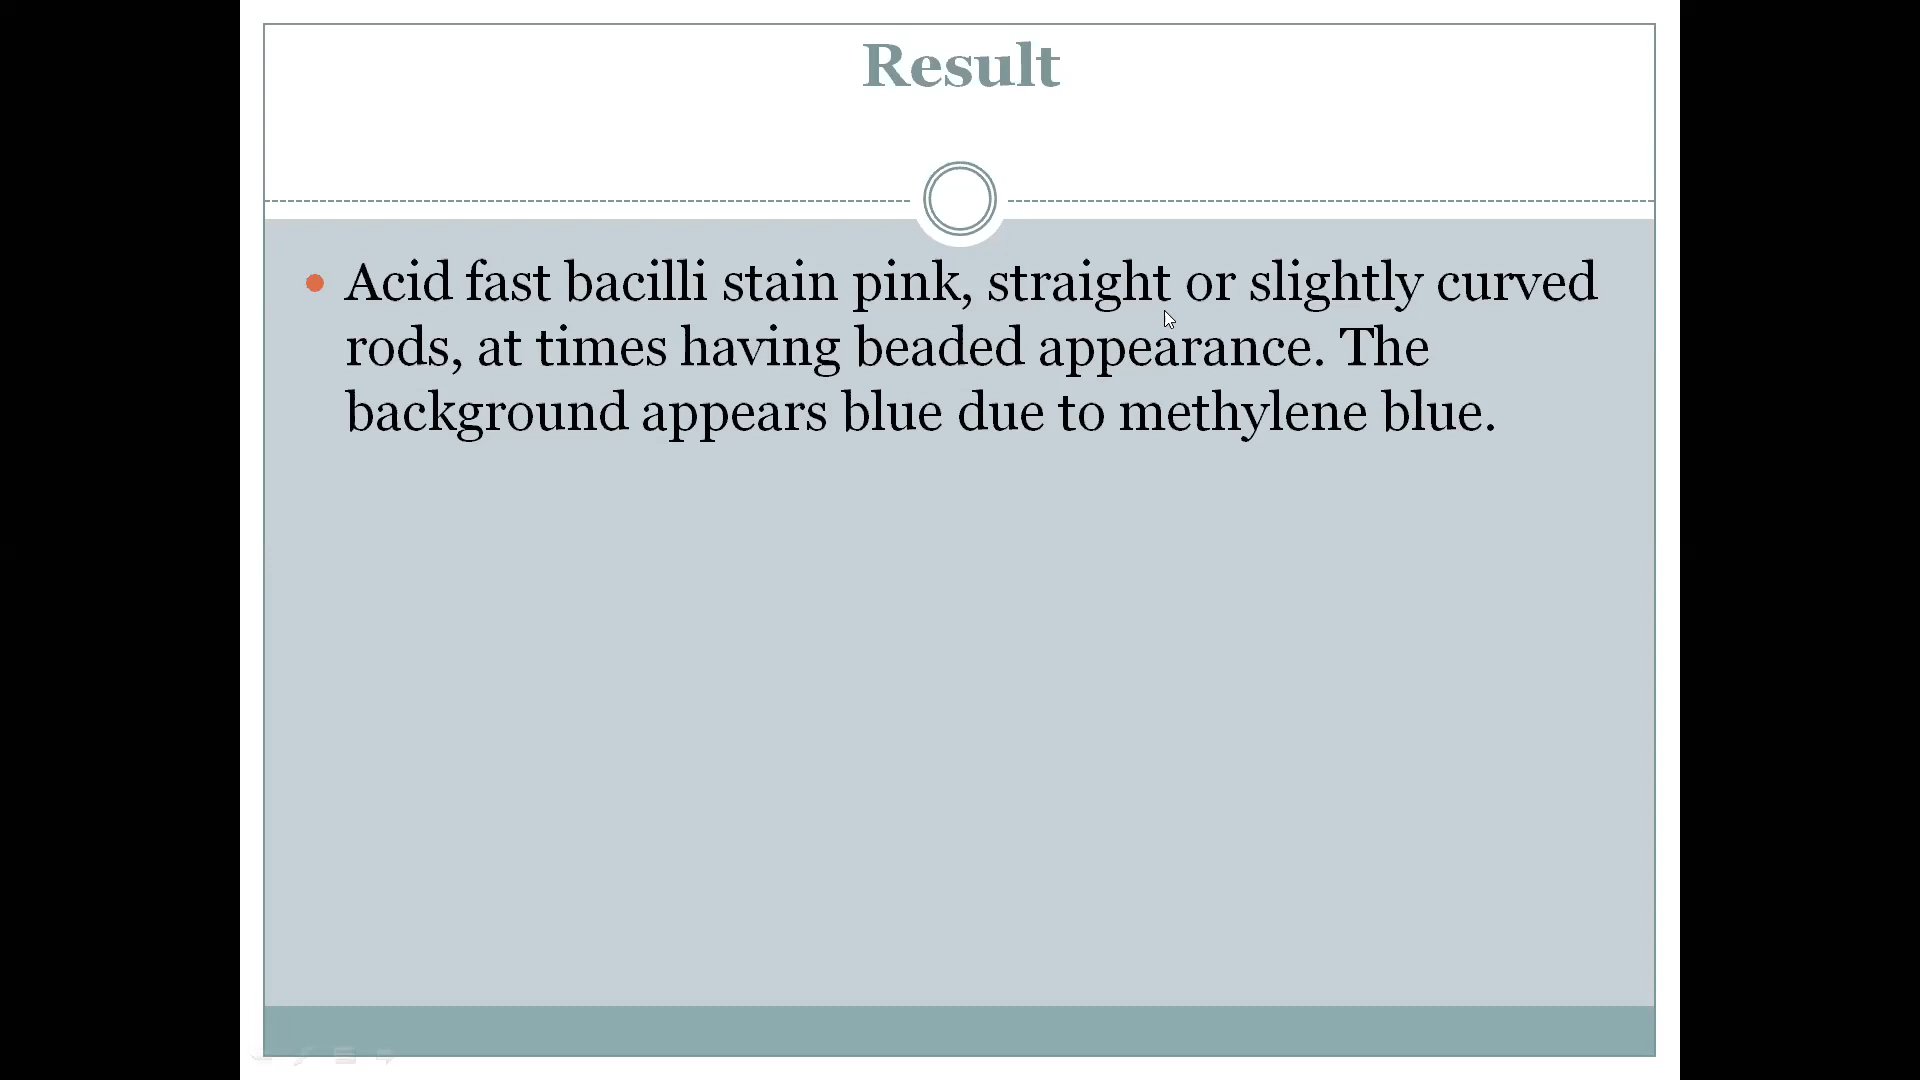 Result
Acid fast bacilli stain pink, straight or slightly curved
rods, at times having beaded appearance. The
background appears blue due to methylene blue.